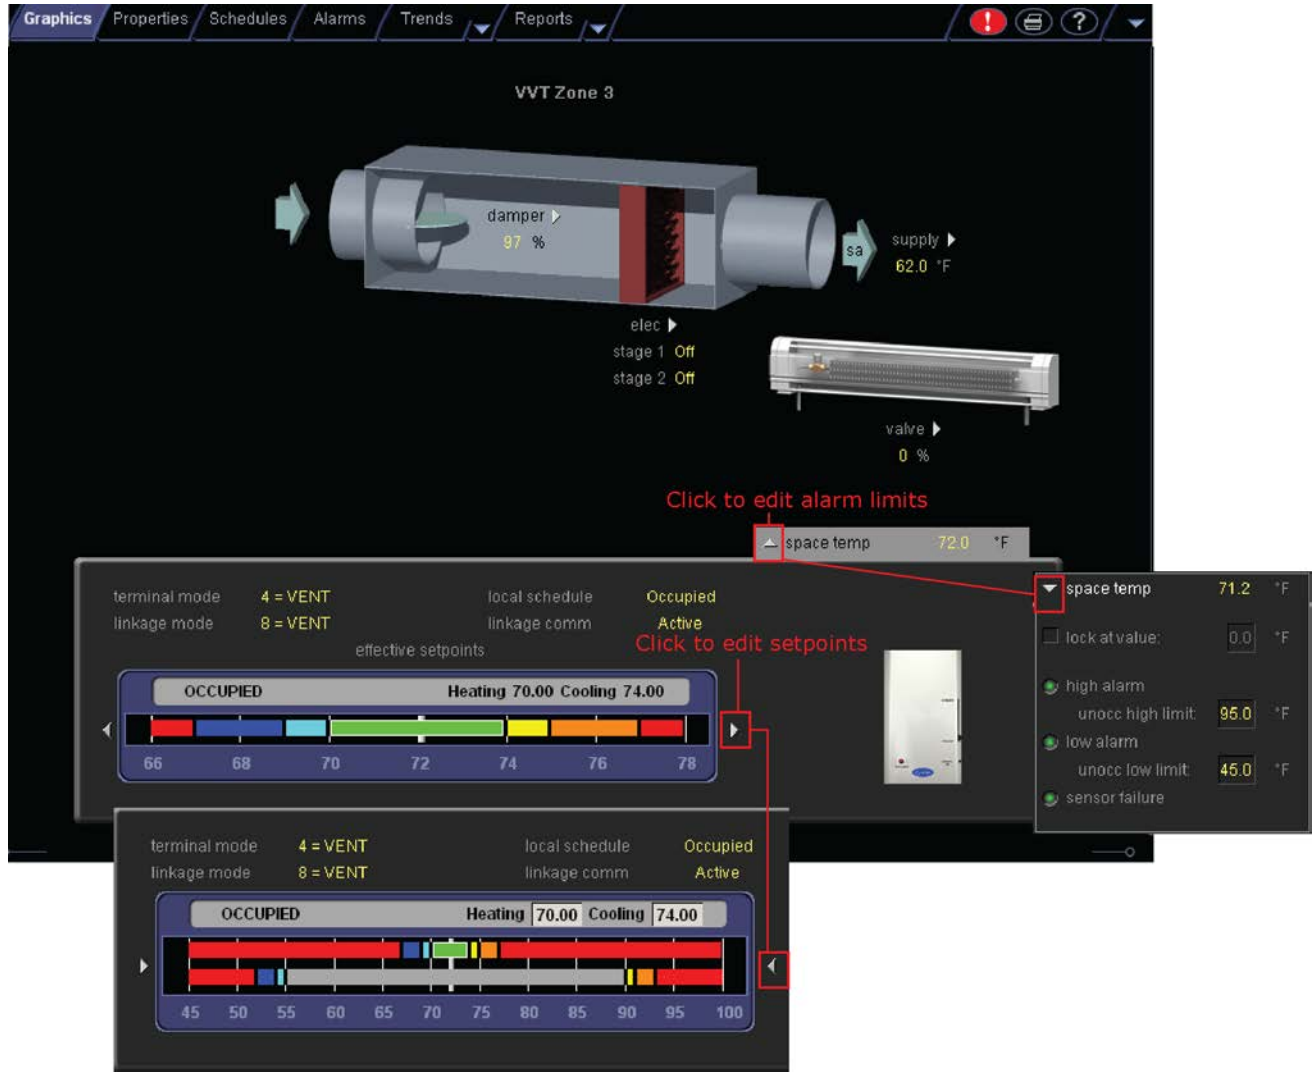 Graphics Properties Schedules Alarms Trends Reports ! ?
VVT Zone 3
damper
97 %
sa
supply
62.0 °F
elec
stage 1 Off
stage 2 Off
valve
0 %
Click to edit alarm limits
space temp 72.0 °F
terminal mode 4 = VENT local schedule Occupied
linkage mode 8 = VENT linkage comm Active
Click to edit setpoints
effective setpoints
OCCUPIED Heating 70.00 Cooling 74.00
66 68 70 72 74 76 78
space temp 71.2 °F
lock at value: 0.0 °F
high alarm
unocc high limit: 95.0 °F
low alarm
unocc low limit: 45.0 °F
sensor failure
terminal mode 4 = VENT local schedule Occupied
linkage mode 8 = VENT linkage comm Active
OCCUPIED Heating 70.00 Cooling 74.00
45 50 55 60 65 70 75 80 85 90 95 100